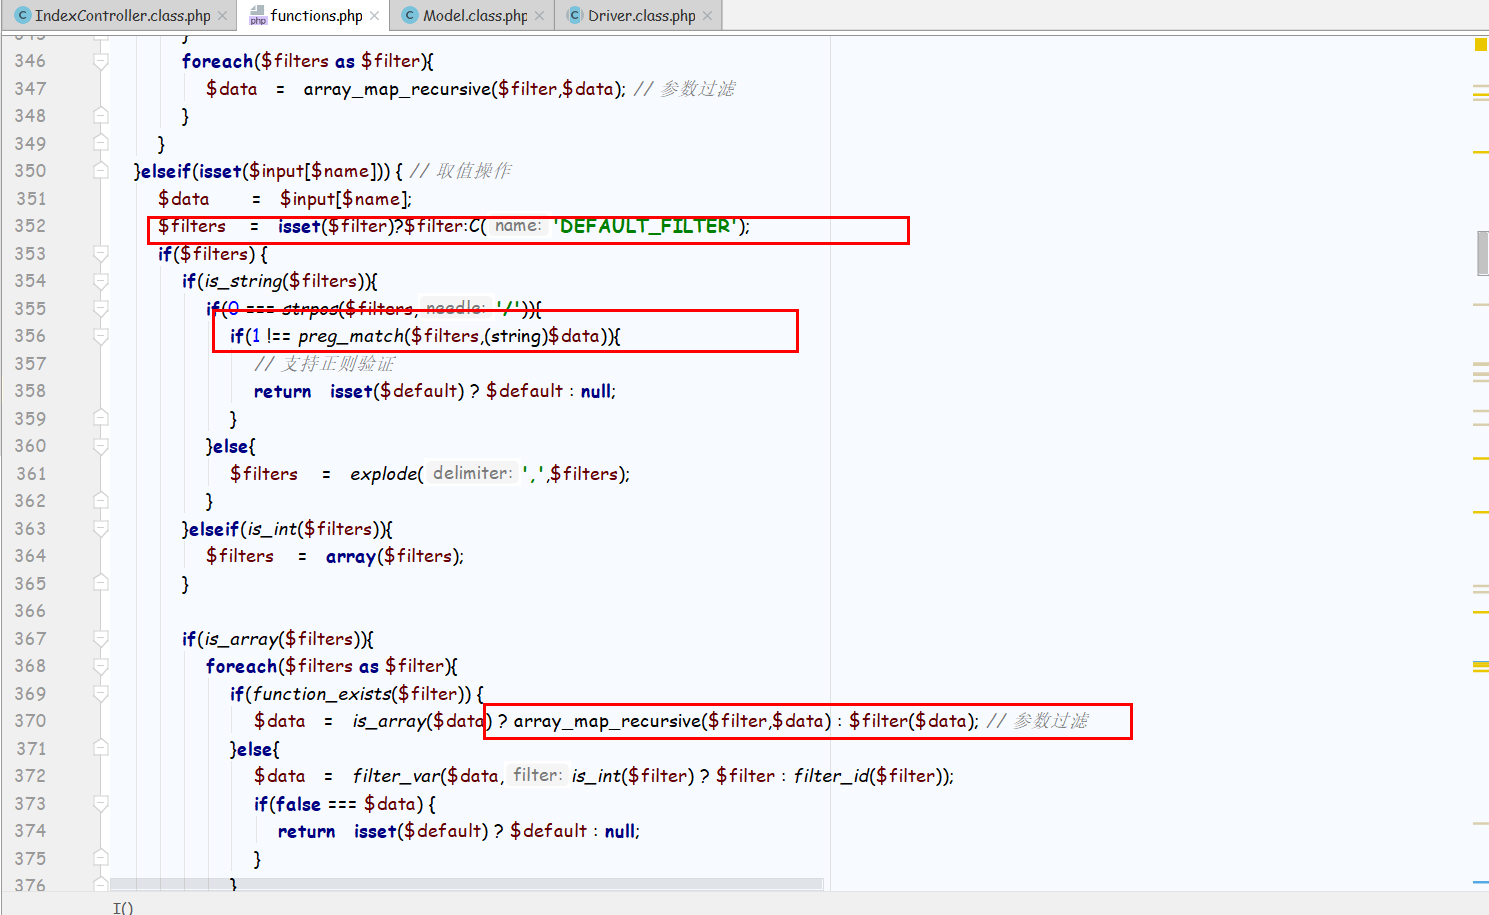 IndexController.class.php functions.php Model.class.php Driver.class.php
345 }
346 foreach($filters as $filter){
347 $data = array_map_recursive($filter,$data); // 参数过滤
348 }
349 }
350 }elseif(isset($input[$name])) { // 取值操作
351 $data = $input[$name];
352 $filters = isset($filter)?$filter:C( name: 'DEFAULT_FILTER');
353 if($filters) {
354 if(is_string($filters)){
355 if(0 === strpos($filters, needle: '/')){
356 if(1 !== preg_match($filters,(string)$data)){
357 // 支持正则验证
358 return isset($default) ? $default : null;
359 }
360 }else{
361 $filters = explode( delimiter: ',',$filters);
362 }
363 }elseif(is_int($filters)){
364 $filters = array($filters);
365 }
366
367 if(is_array($filters)){
368 foreach($filters as $filter){
369 if(function_exists($filter)) {
370 $data = is_array($data) ? array_map_recursive($filter,$data) : $filter($data); // 参数过滤
371 }else{
372 $data = filter_var($data, filter: is_int($filter) ? $filter : filter_id($filter));
373 if(false === $data) {
374 return isset($default) ? $default : null;
375 }
376 }
I()